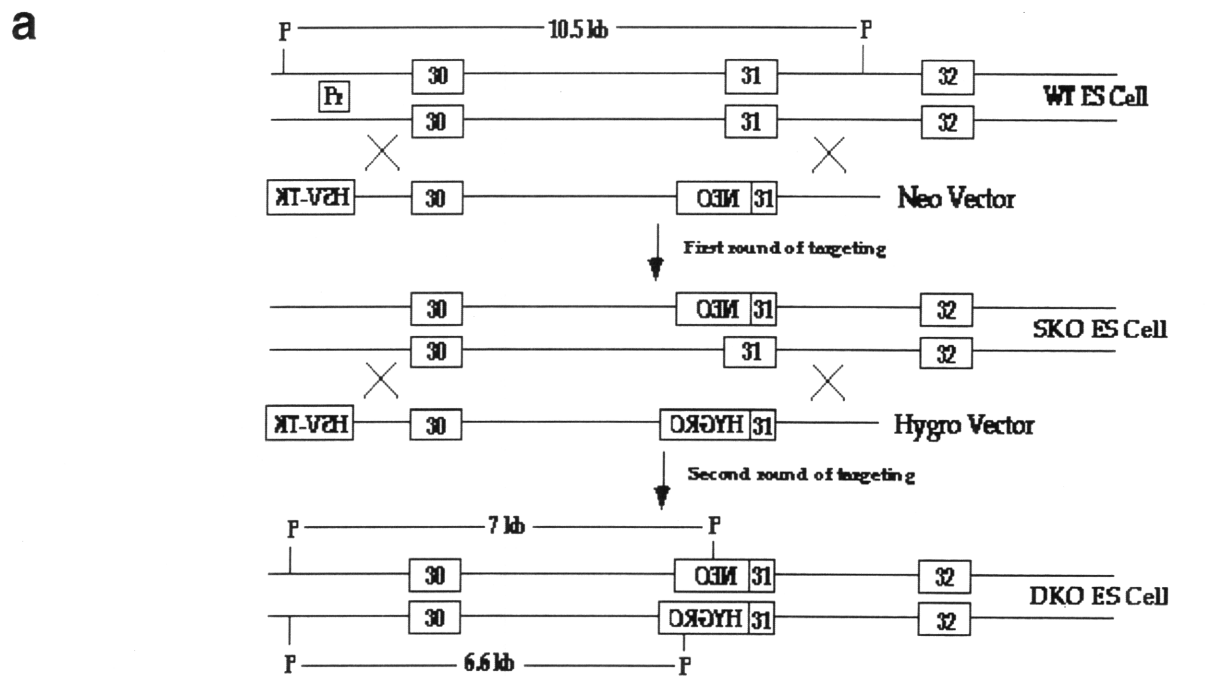 a
P 10.5 kb P
30 31 32
WT ES Cell
Pr
30 31 32
HSV-TK 30 NEO 31 Neo Vector
First round of targeting
30 NEO 31 32
SKO ES Cell
30 31 32
HSV-TK 30 HYGRO 31 Hygro Vector
Second round of targeting
P 7 kb P
30 NEO 31 32
DKO ES Cell
30 HYGRO 31 32
P 6.6 kb P